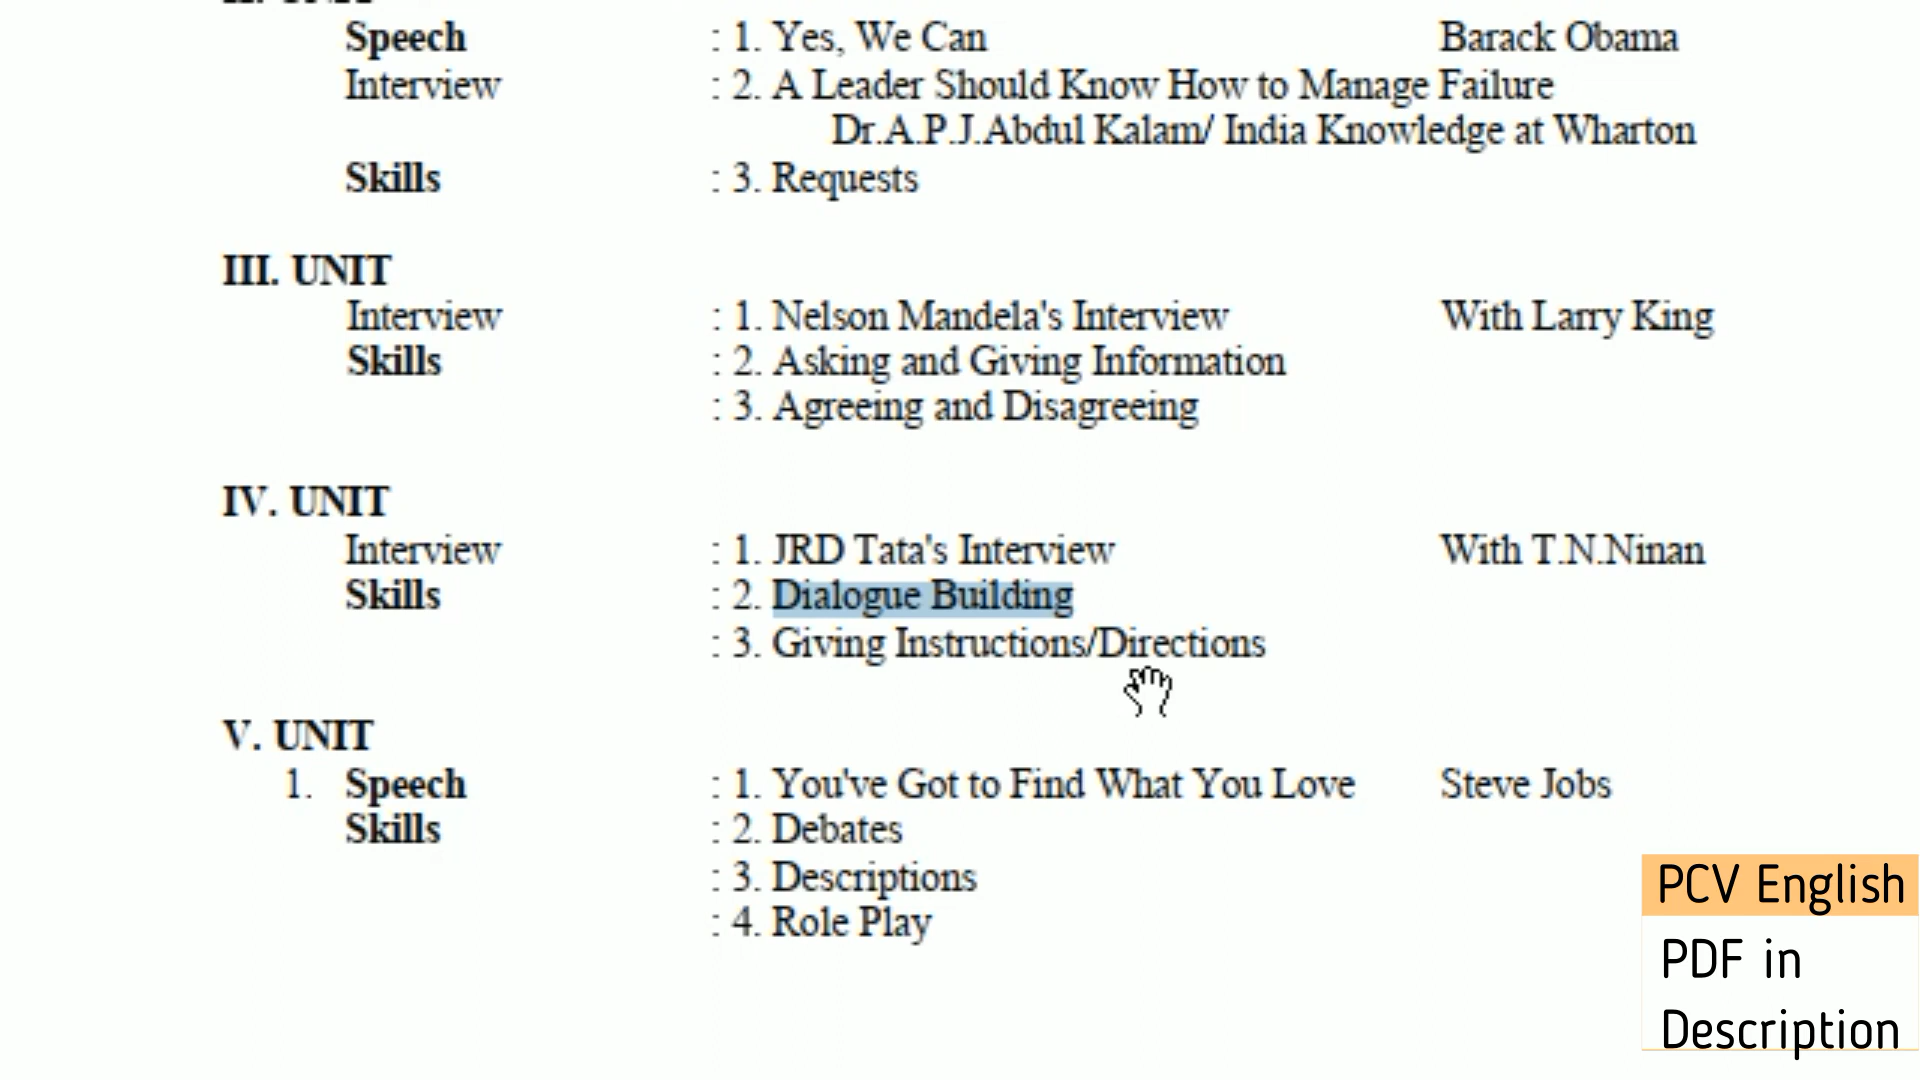 Speech : 1. Yes, We Can Barack Obama
Interview : 2. A Leader Should Know How to Manage Failure
Dr.A.P.J.Abdul Kalam/ India Knowledge at Wharton
Skills : 3. Requests
III. UNIT
Interview : 1. Nelson Mandela's Interview With Larry King
Skills : 2. Asking and Giving Information
: 3. Agreeing and Disagreeing
IV. UNIT
Interview : 1. JRD Tata's Interview With T.N.Ninan
Skills : 2. Dialogue Building
: 3. Giving Instructions/Directions
V. UNIT
1. Speech : 1. You've Got to Find What You Love Steve Jobs
Skills : 2. Debates
: 3. Descriptions
: 4. Role Play
PCV English
PDF in
Description